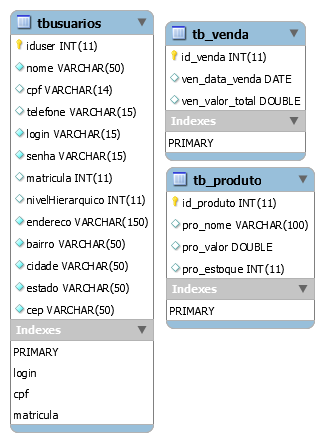 tbusuarios
iduser INT(11)
nome VARCHAR(50)
cpf VARCHAR(14)
telefone VARCHAR(15)
login VARCHAR(15)
senha VARCHAR(15)
matricula INT(11)
nivelHierarquico INT(11)
endereco VARCHAR(150)
bairro VARCHAR(50)
cidade VARCHAR(50)
estado VARCHAR(50)
cep VARCHAR(50)
Indexes
PRIMARY
login
cpf
matricula
tb_venda
id_venda INT(11)
ven_data_venda DATE
ven_valor_total DOUBLE
Indexes
PRIMARY
tb_produto
id_produto INT(11)
pro_nome VARCHAR(100)
pro_valor DOUBLE
pro_estoque INT(11)
Indexes
PRIMARY